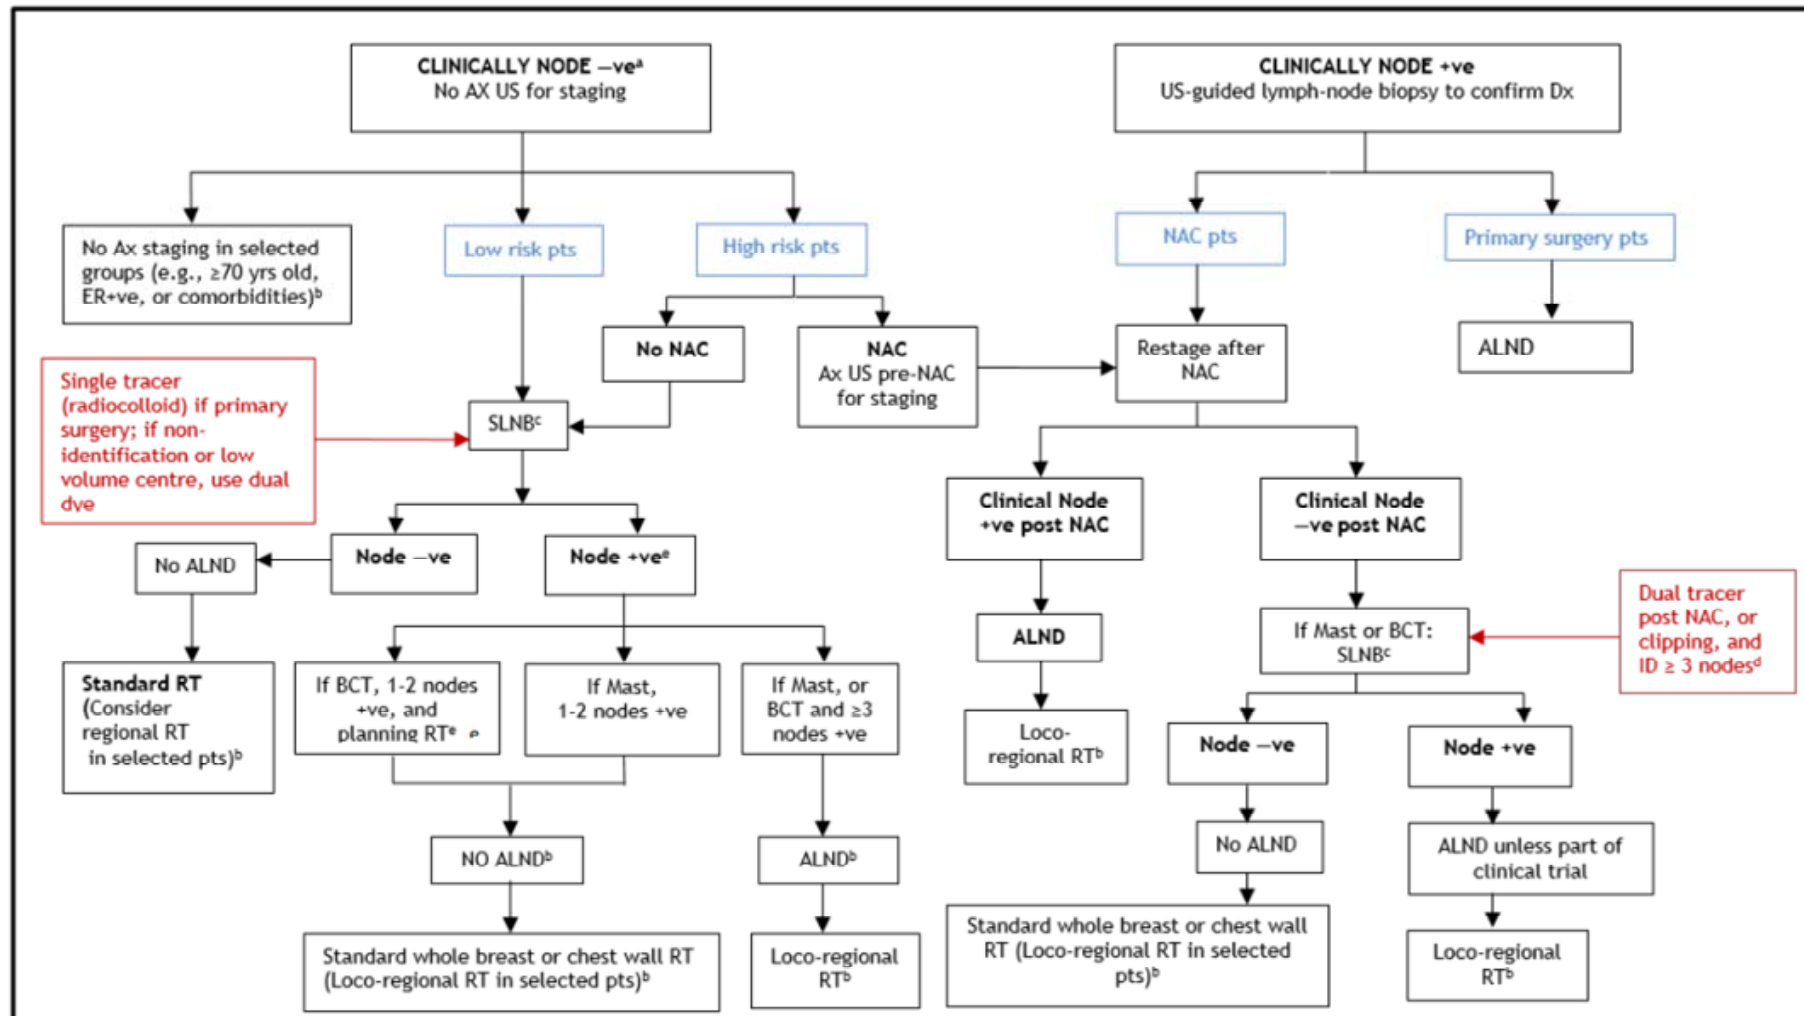 CLINICALLY NODE –veᵃ
No AX US for staging
CLINICALLY NODE +ve
US-guided lymph-node biopsy to confirm Dx
No Ax staging in selected
groups (e.g., ≥70 yrs old,
ER+ve, or comorbidities)ᵇ
Low risk pts
High risk pts
NAC pts
Primary surgery pts
No NAC
NAC
Ax US pre-NAC
for staging
Restage after
NAC
ALND
Single tracer
(radiocolloid) if primary
surgery; if non-
identification or low
volume centre, use dual
dye
SLNBᶜ
Clinical Node
+ve post NAC
Clinical Node
–ve post NAC
No ALND
Node –ve
Node +veᵉ
Dual tracer
post NAC, or
clipping, and
ID ≥ 3 nodesᵈ
ALND
If Mast or BCT:
SLNBᶜ
Standard RT
(Consider
regional RT
in selected pts)ᵇ
If BCT, 1-2 nodes
+ve, and
planning RTᵉ ᵉ
If Mast,
1-2 nodes +ve
If Mast, or
BCT and ≥3
nodes +ve
Loco-
regional RTᵇ
Node –ve
Node +ve
NO ALNDᵇ
ALNDᵇ
No ALND
ALND unless part of
clinical trial
Standard whole breast or chest wall RT
(Loco-regional RT in selected pts)ᵇ
Loco-regional
RTᵇ
Standard whole breast or chest wall
RT (Loco-regional RT in selected
pts)ᵇ
Loco-regional
RTᵇ